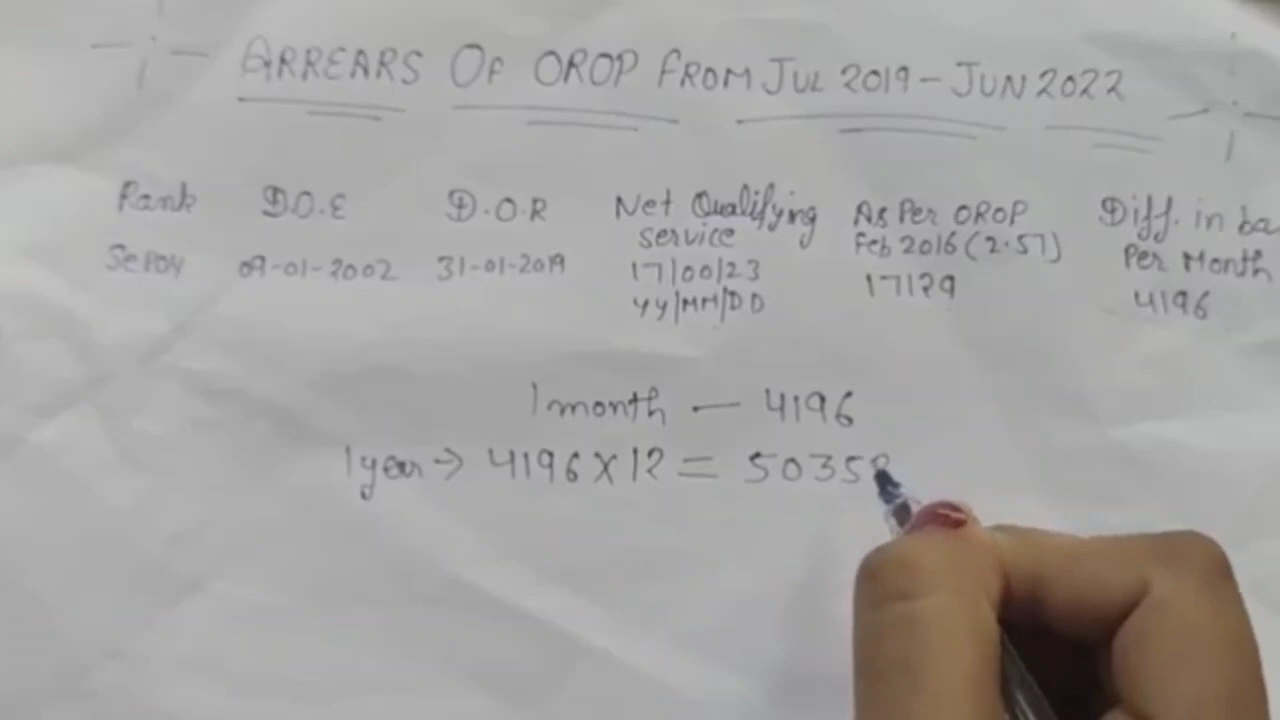 ARREARS OF OROP FROM JUL 2019 - JUN 2022
Rank D.O.E D.O.R Net Qualifying service As Per OROP Feb 2016 (2.57) Diff. in ba Per Month
SEPOY 09-01-2002 31-01-2019 17/00/23 YY/MM/DD 17129 4196
1 month — 4196
1 year → 4196 X 12 = 5035